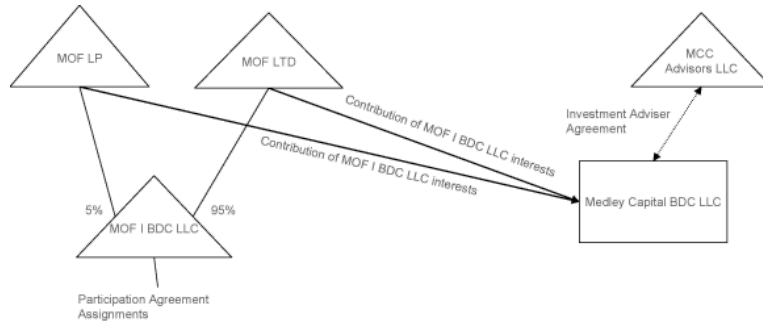 MOF LP
MOF LTD
MCC
Advisors LLC
Contribution of MOF I BDC LLC interests
Investment Adviser
Agreement
Contribution of MOF I BDC LLC interests
Medley Capital BDC LLC
5%
95%
MOF I BDC LLC
Participation Agreement
Assignments